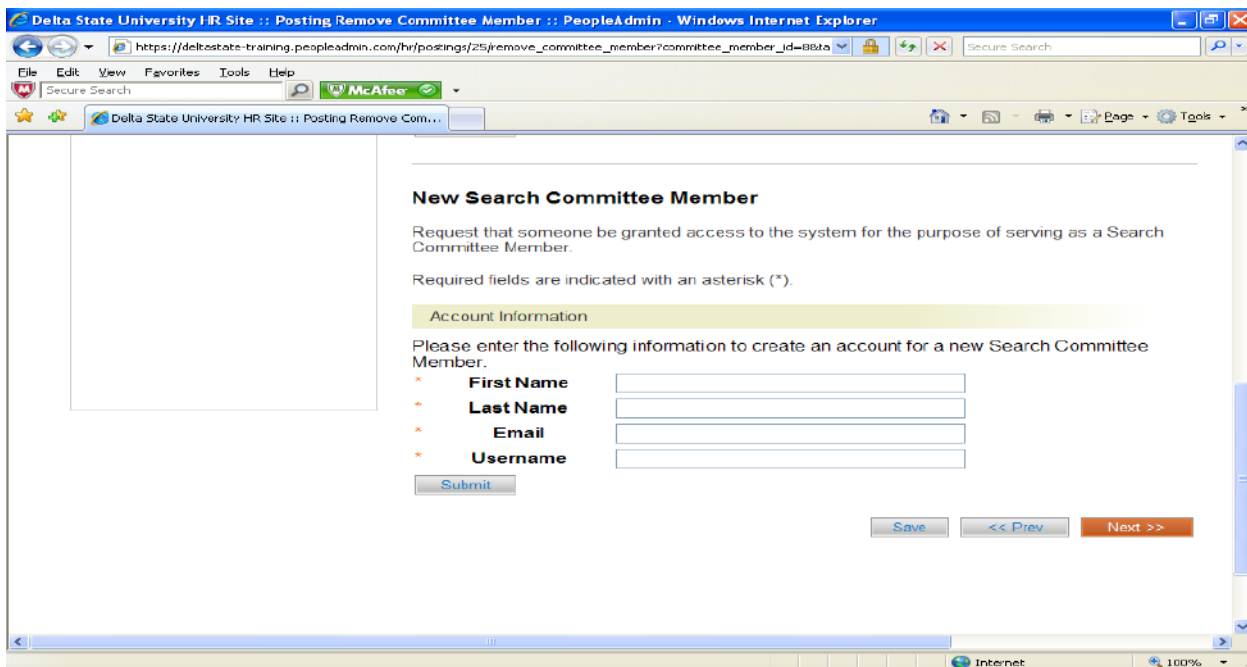 Delta State University HR Site :: Posting Remove Committee Member :: PeopleAdmin - Windows Internet Explorer
https://deltastate-training.peopleadmin.com/hr/postings/25/remove_committee_member?committee_member_id=88&ta
Secure Search
File Edit View Favorites Tools Help
Secure Search McAfee
Delta State University HR Site :: Posting Remove Com... Page Tools
New Search Committee Member
Request that someone be granted access to the system for the purpose of serving as a Search
Committee Member.
Required fields are indicated with an asterisk (*).
Account Information
Please enter the following information to create an account for a new Search Committee
Member.
* First Name
* Last Name
* Email
* Username
Submit
Save << Prev Next >>
Internet 100%